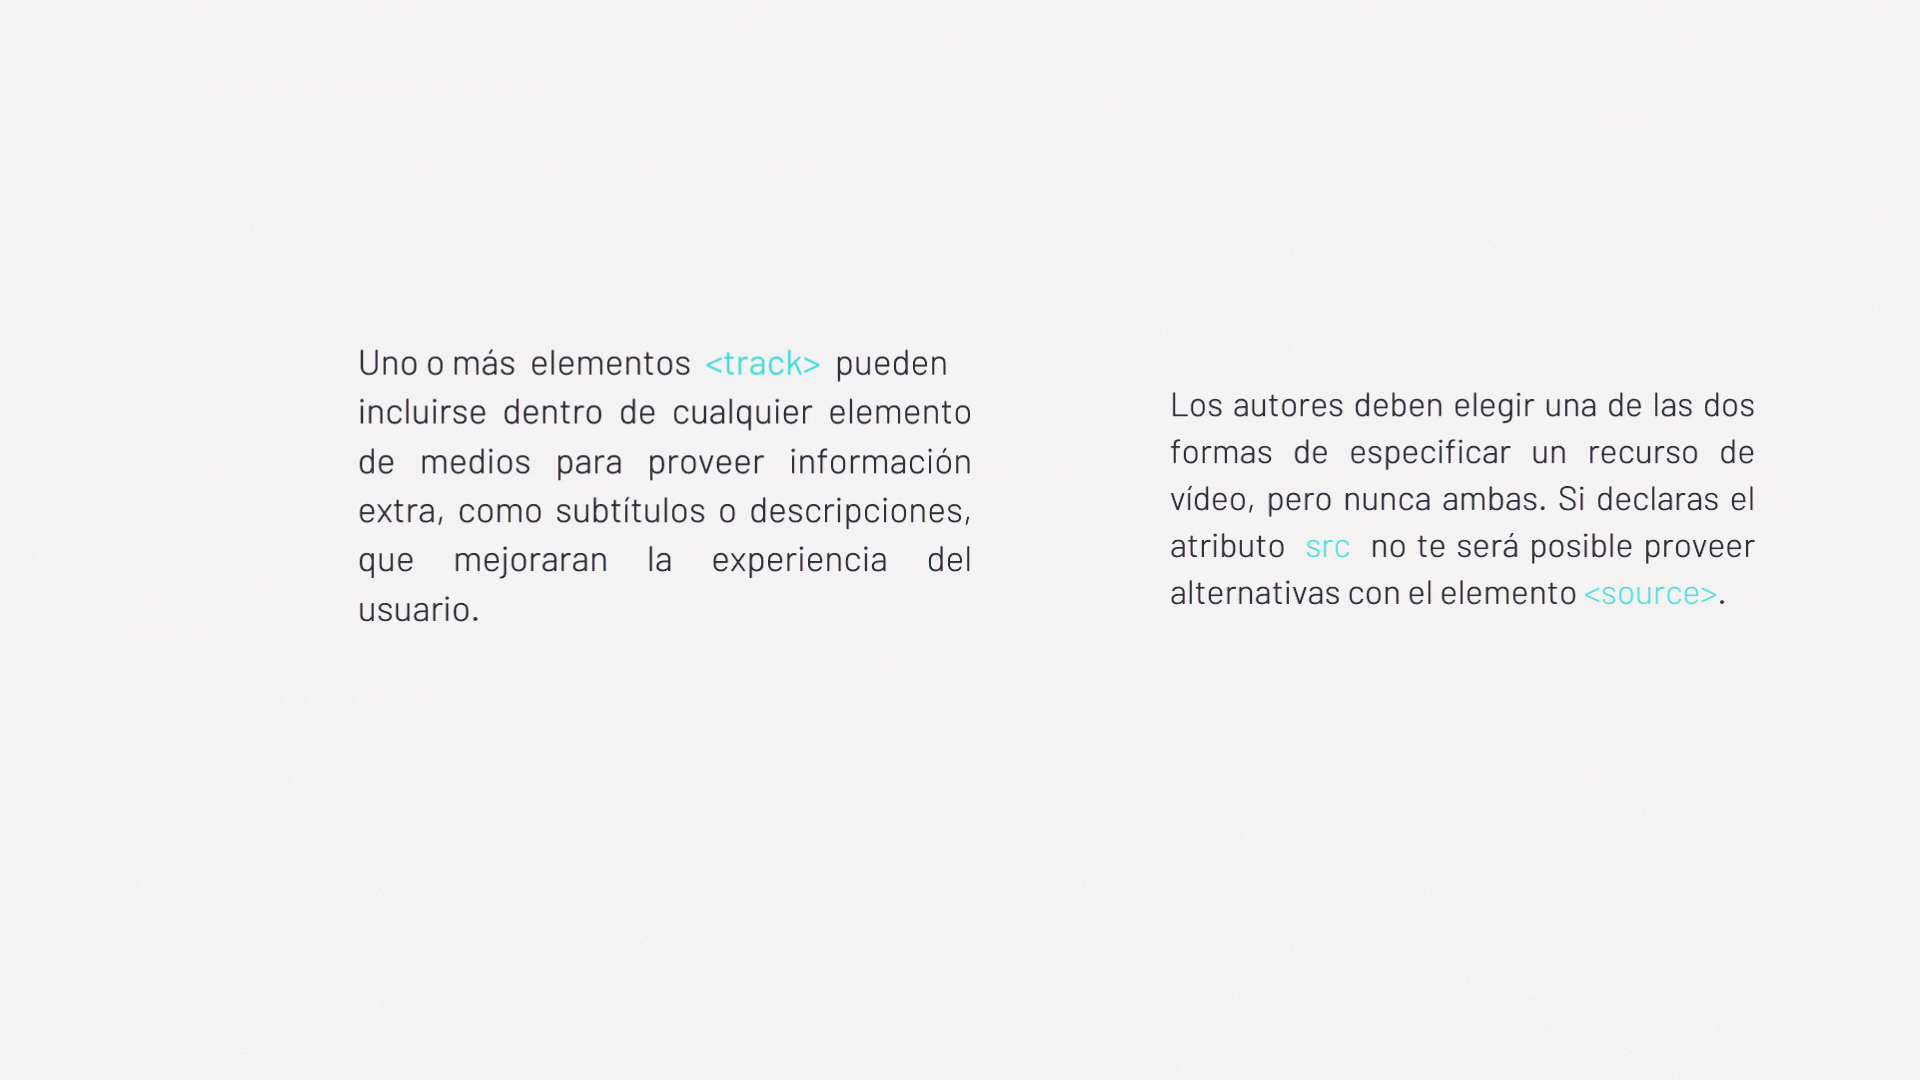 Uno o más elementos <track> pueden
incluirse dentro de cualquier elemento
de medios para proveer información
extra, como subtítulos o descripciones,
que mejoraran la experiencia del
usuario.
Los autores deben elegir una de las dos
formas de especificar un recurso de
vídeo, pero nunca ambas. Si declaras el
atributo src no te será posible proveer
alternativas con el elemento <source>.